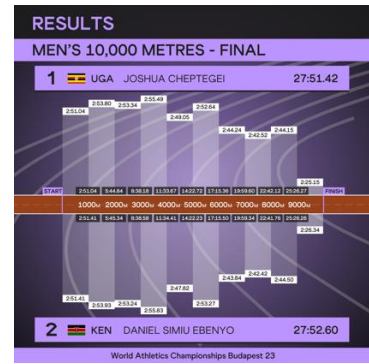 RESULTS
MEN'S 10,000 METRES - FINAL
1 UGA JOSHUA CHEPTEGEI 27:51.42
2:51.04 2:53.80 2:53.34 2:55.49 2:49.05 2:52.64 2:44.24 2:42.52 2:44.15 2:25.15
START 2:51.04 5:44.84 8:38.18 11:33.67 14:22.72 17:15.36 19:59.60 22:42.12 25:26.27 FINISH
1000M 2000M 3000M 4000M 5000M 6000M 7000M 8000M 9000M
2:51.41 5:45.34 8:38.58 11:34.41 14:22.23 17:15.50 19:59.34 22:41.76 25:26.26
2:51.41 2:53.93 2:53.24 2:55.83 2:47.82 2:53.27 2:43.84 2:42.42 2:44.50 2:26.34
2 KEN DANIEL SIMIU EBENYO 27:52.60
World Athletics Championships Budapest 23